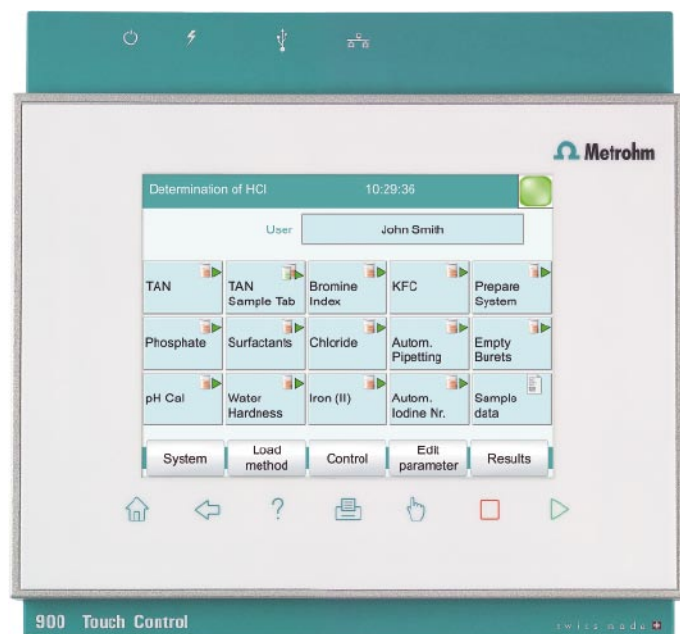 Metrohm
Determination of HCl 10:29:36
User John Smith
TAN
TAN
Sample Tab
Bromine
Index
KFC
Prepare
System
Phosphate
Surfactants
Chloride
Autom.
Pipetting
Empty
Burets
pH Cal
Water
Hardness
Iron (II)
Autom.
Iodine Nr.
Sample
data
System
Load
method
Control
Edit
parameter
Results
?
900 Touch Control
swiss made